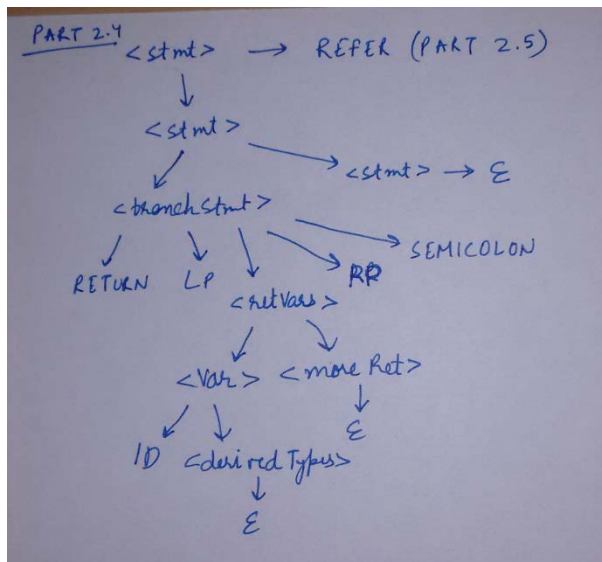 PART 2.4
<stmt> → REFER (PART 2.5)
<stmt>
<stmt> → ε
<branchStmt>
SEMICOLON
RETURN LP RP
<retVars>
<Var> <more Ret>
ε
ID <desired Types>
ε